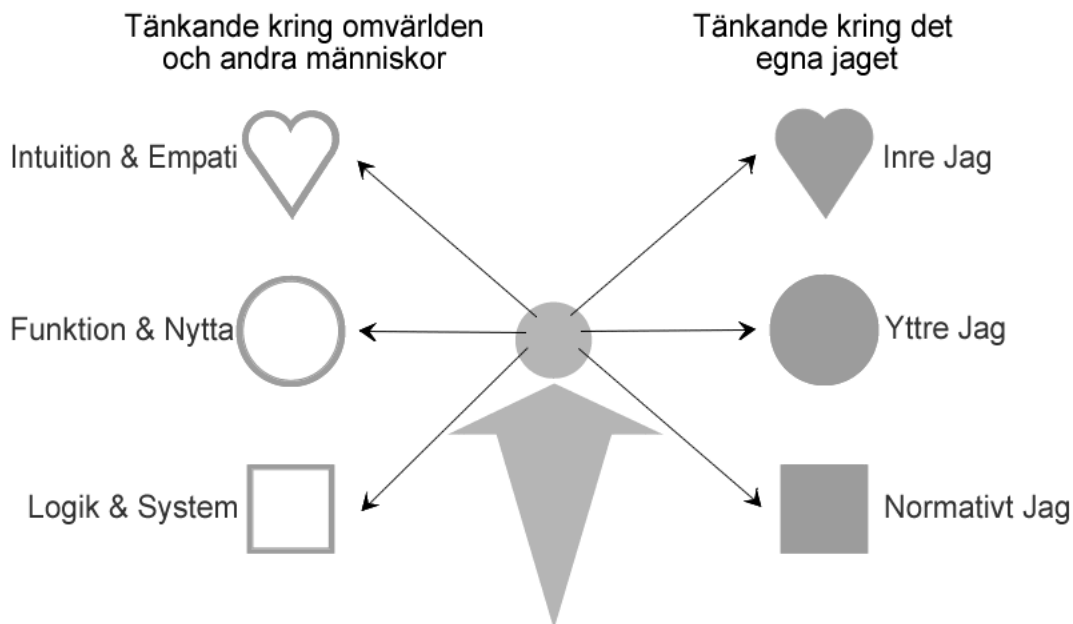 Tänkande kring omvärlden
och andra människor
Tänkande kring det
egna jaget
Intuition & Empati
Inre Jag
Funktion & Nytta
Yttre Jag
Logik & System
Normativt Jag